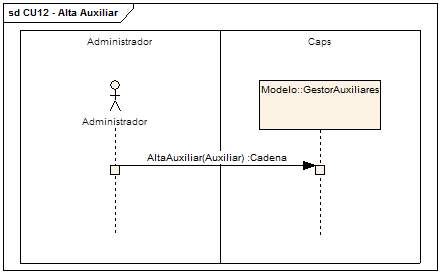 sd CU12 - Alta Auxiliar
Administrador
Caps
Modelo::GestorAuxiliares
Administrador
AltaAuxiliar(Auxiliar) :Cadena